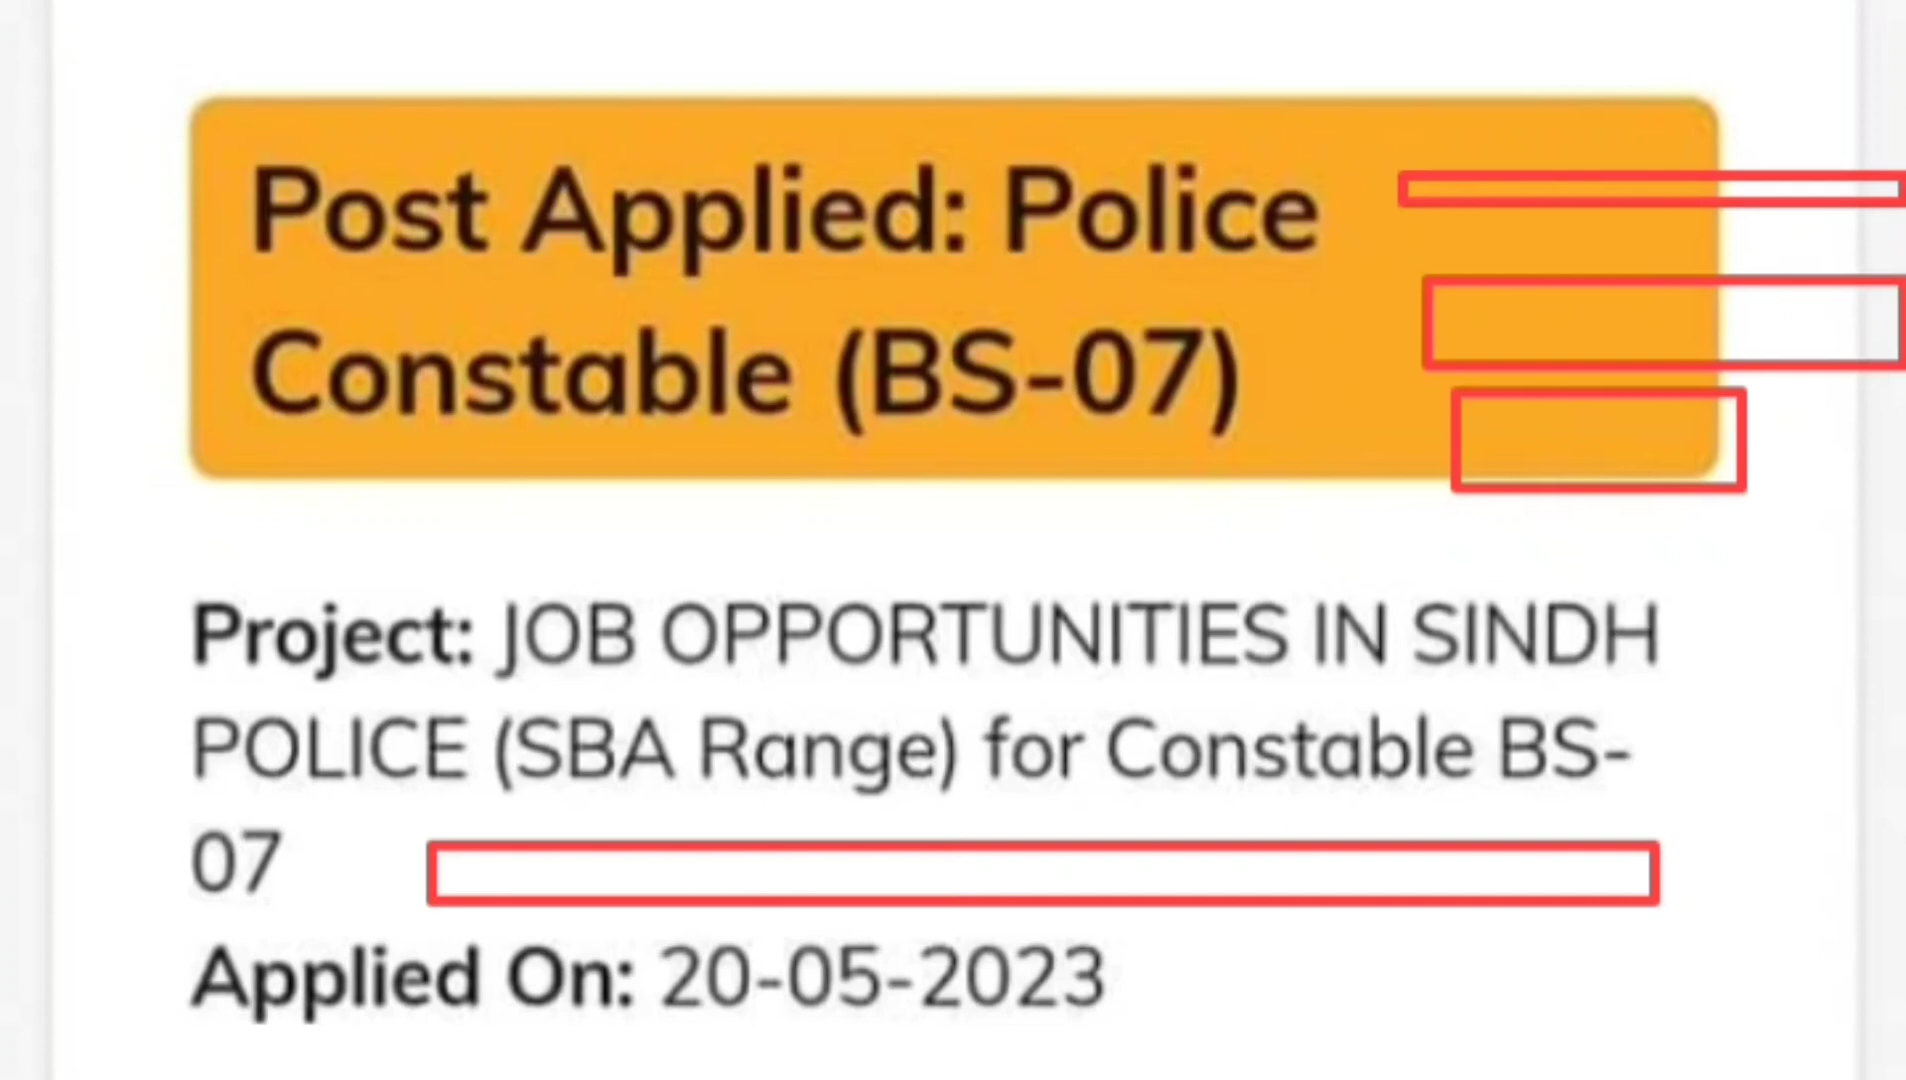 Post Applied: Police
Constable (BS-07)
Project: JOB OPPORTUNITIES IN SINDH
POLICE (SBA Range) for Constable BS-
07
Applied On: 20-05-2023